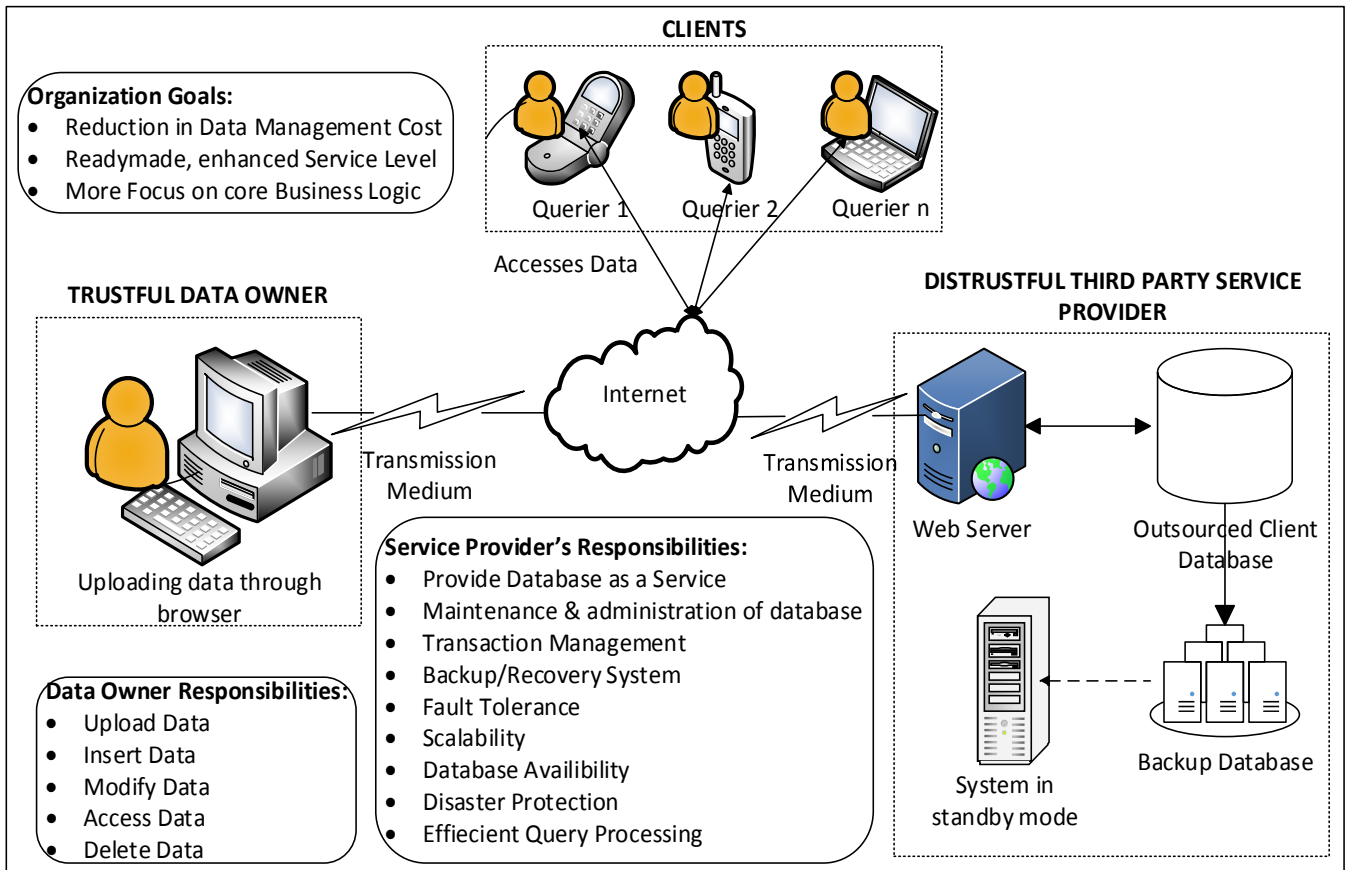 CLIENTS
Organization Goals:
• Reduction in Data Management Cost
• Readymade, enhanced Service Level
• More Focus on core Business Logic
Querier 1
Querier 2
Querier n
Accesses Data
TRUSTFUL DATA OWNER
DISTRUSTFUL THIRD PARTY SERVICE
PROVIDER
Internet
Transmission
Medium
Transmission
Medium
Uploading data through
browser
Web Server
Outsourced Client
Database
Service Provider’s Responsibilities:
• Provide Database as a Service
• Maintenance & administration of database
• Transaction Management
• Backup/Recovery System
• Fault Tolerance
• Scalability
• Database Availibility
• Disaster Protection
• Effiecient Query Processing
Data Owner Responsibilities:
• Upload Data
• Insert Data
• Modify Data
• Access Data
• Delete Data
System in
standby mode
Backup Database